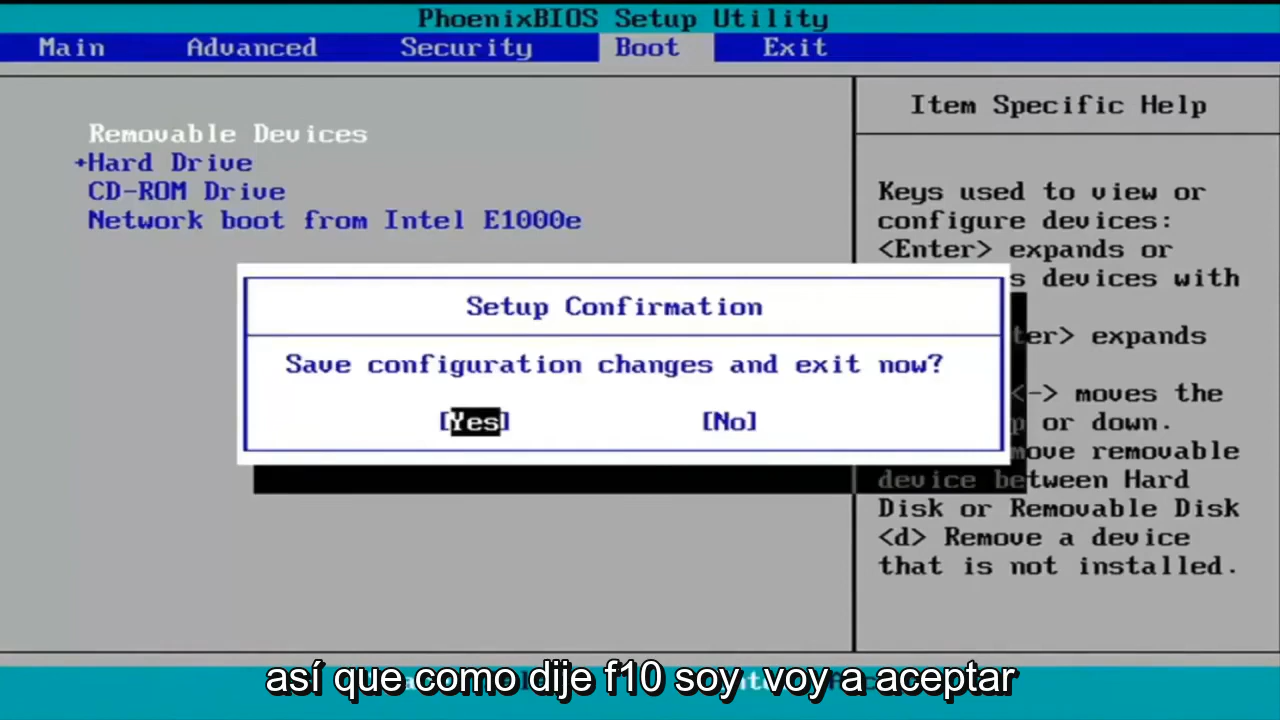 PhoenixBIOS Setup Utility
Main Advanced Security Boot Exit
Removable Devices
+Hard Drive
CD-ROM Drive
Network boot from Intel E1000e
Item Specific Help
Keys used to view or
configure devices:
<Enter> expands or
devices with
expands
<-> moves the
or down.
move removable
device between Hard
Disk or Removable Disk
<d> Remove a device
that is not installed.
Setup Confirmation
Save configuration changes and exit now?
[Yes] [No]
así que como dije f10 soy voy a aceptar